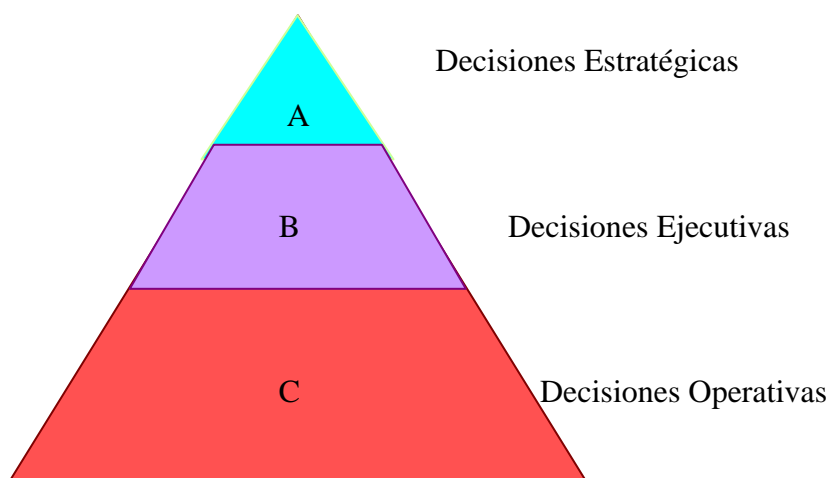 Decisiones Estratégicas
A
B
Decisiones Ejecutivas
C
Decisiones Operativas